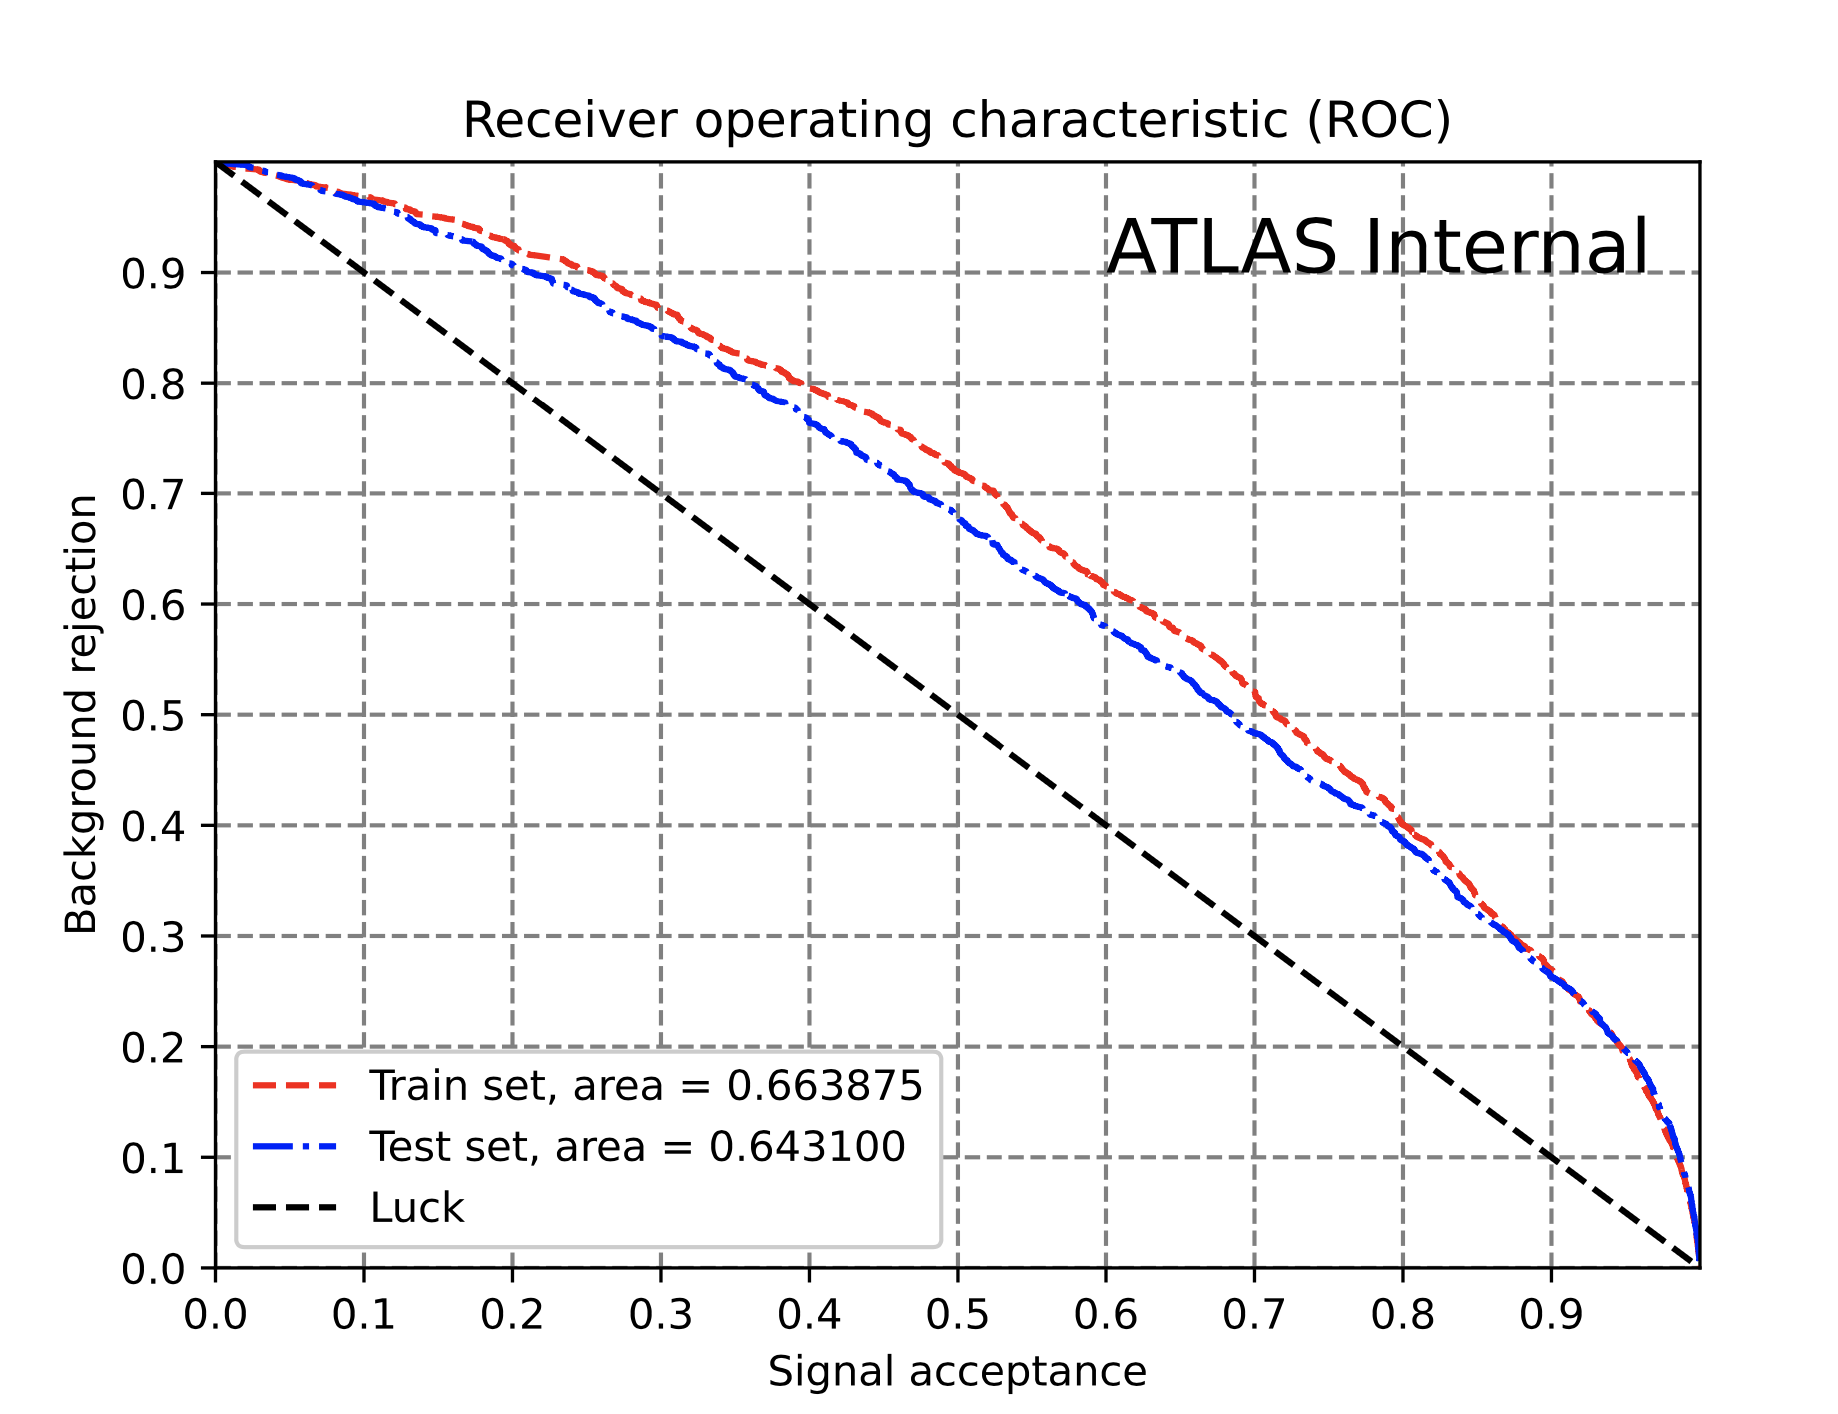 Receiver operating characteristic (ROC)
ATLAS Internal
Background rejection
0.9
0.8
0.7
0.6
0.5
0.4
0.3
0.2
0.1
0.0
Train set, area = 0.663875
Test set, area = 0.643100
Luck
0.0 0.1 0.2 0.3 0.4 0.5 0.6 0.7 0.8 0.9
Signal acceptance